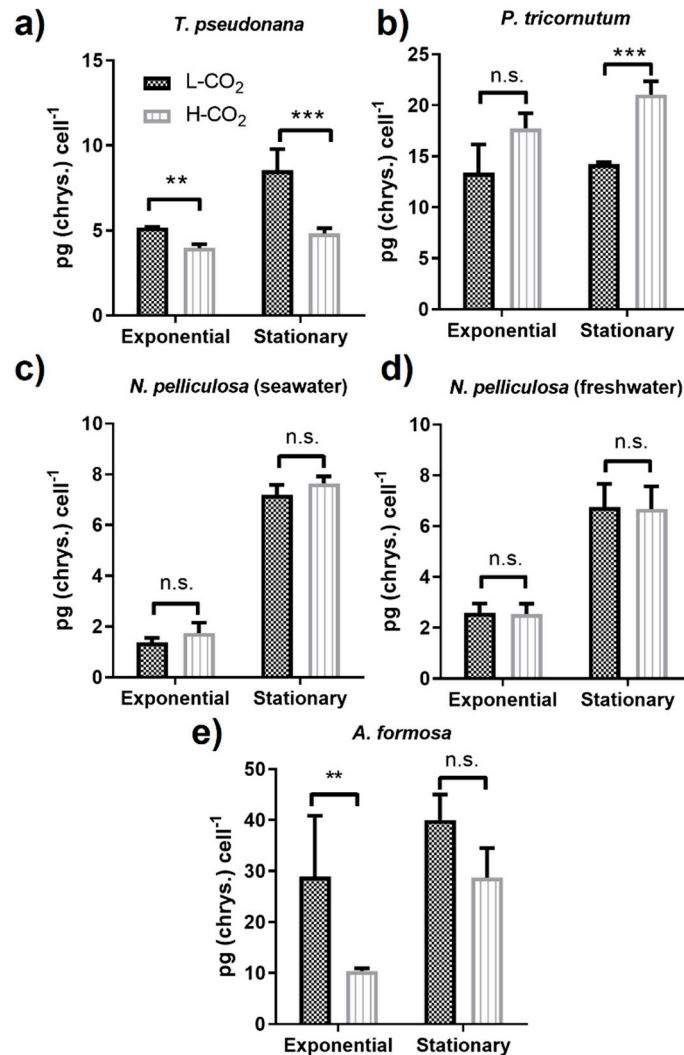 a)
T. pseudonana
L-CO₂
H-CO₂
pg (chrys.) cell⁻¹
15
10
5
0
**
***
Exponential
Stationary
b)
P. tricornutum
pg (chrys.) cell⁻¹
25
20
15
10
5
0
n.s.
***
Exponential
Stationary
c)
N. pelliculosa (seawater)
pg (chrys.) cell⁻¹
10
8
6
4
2
0
n.s.
n.s.
Exponential
Stationary
d)
N. pelliculosa (freshwater)
pg (chrys.) cell⁻¹
10
8
6
4
2
0
n.s.
n.s.
Exponential
Stationary
e)
A. formosa
pg (chrys.) cell⁻¹
50
40
30
20
10
0
**
n.s.
Exponential
Stationary